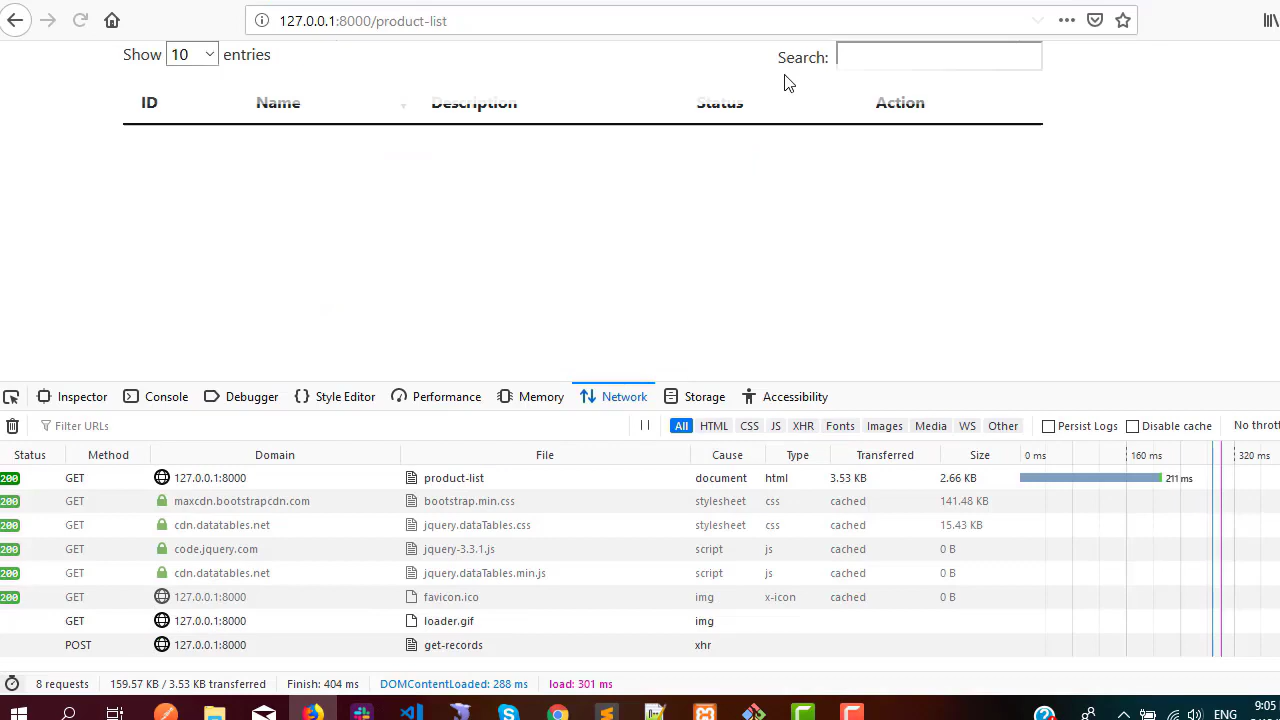 127.0.0.1:8000/product-list
Show 10 entries
Search:
ID Name Description Status Action
Inspector Console Debugger Style Editor Performance Memory Network Storage Accessibility
Filter URLs All HTML CSS JS XHR Fonts Images Media WS Other Persist Logs Disable cache No thrott
Status Method Domain File Cause Type Transferred Size 0 ms 160 ms 320 ms
200 GET 127.0.0.1:8000 product-list document html 3.53 KB 2.66 KB 211 ms
200 GET maxcdn.bootstrapcdn.com bootstrap.min.css stylesheet css cached 141.48 KB
200 GET cdn.datatables.net jquery.dataTables.css stylesheet css cached 15.43 KB
200 GET code.jquery.com jquery-3.3.1.js script js cached 0 B
200 GET cdn.datatables.net jquery.dataTables.min.js script js cached 0 B
200 GET 127.0.0.1:8000 favicon.ico img x-icon cached 0 B
GET 127.0.0.1:8000 loader.gif img
POST 127.0.0.1:8000 get-records xhr
8 requests 159.57 KB / 3.53 KB transferred Finish: 404 ms DOMContentLoaded: 288 ms load: 301 ms
ENG 9:05